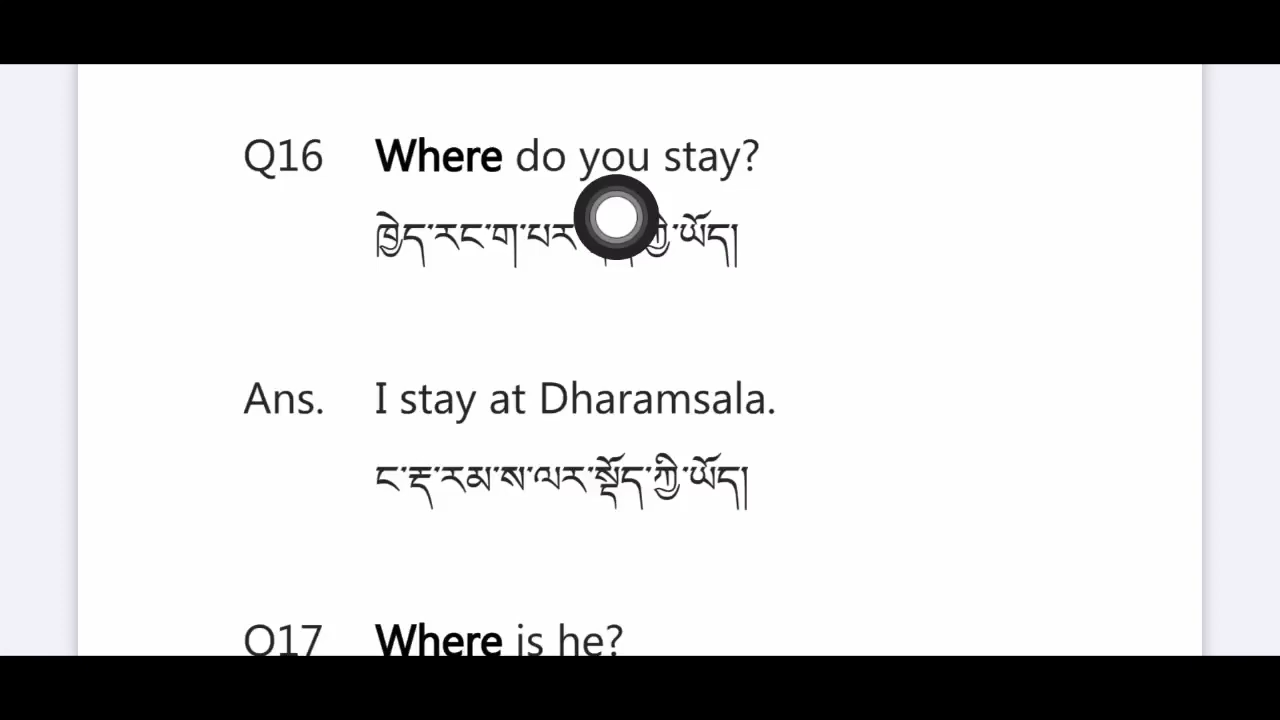 Q16 Where do you stay?
ཁྱེད་རང་ག་པར ཀྱི་ཡོད།
Ans. I stay at Dharamsala.
ང་རྡ་རམ་ས་ལར་སྡོད་ཀྱི་ཡོད།
Q17 Where is he?